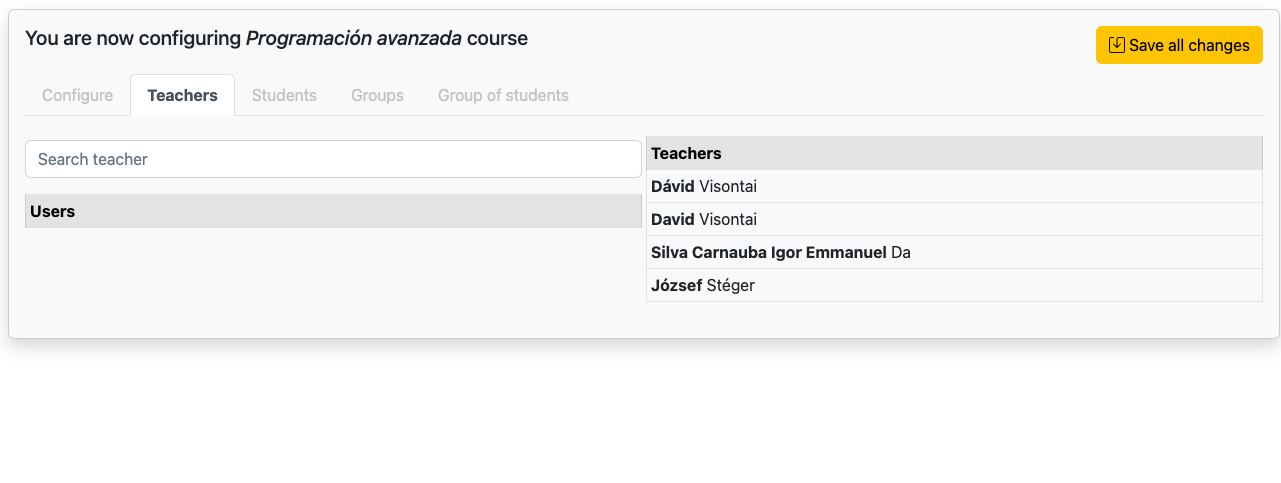 You are now configuring Programación avanzada course
Save all changes
Configure
Teachers
Students
Groups
Group of students
Search teacher
Users
Teachers
Dávid Visontai
David Visontai
Silva Carnauba Igor Emmanuel Da
József Stéger